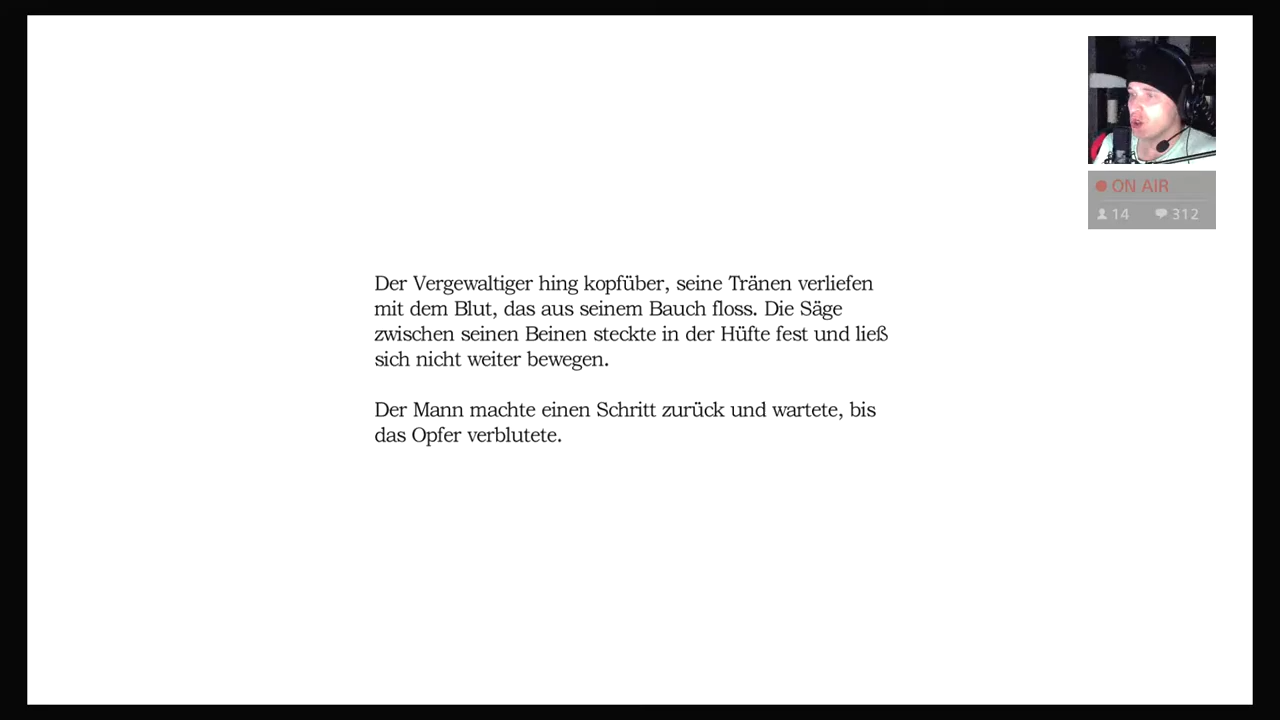 ON AIR
14 312
Der Vergewaltiger hing kopfüber, seine Tränen verliefen
mit dem Blut, das aus seinem Bauch floss. Die Säge
zwischen seinen Beinen steckte in der Hüfte fest und ließ
sich nicht weiter bewegen.
Der Mann machte einen Schritt zurück und wartete, bis
das Opfer verblutete.